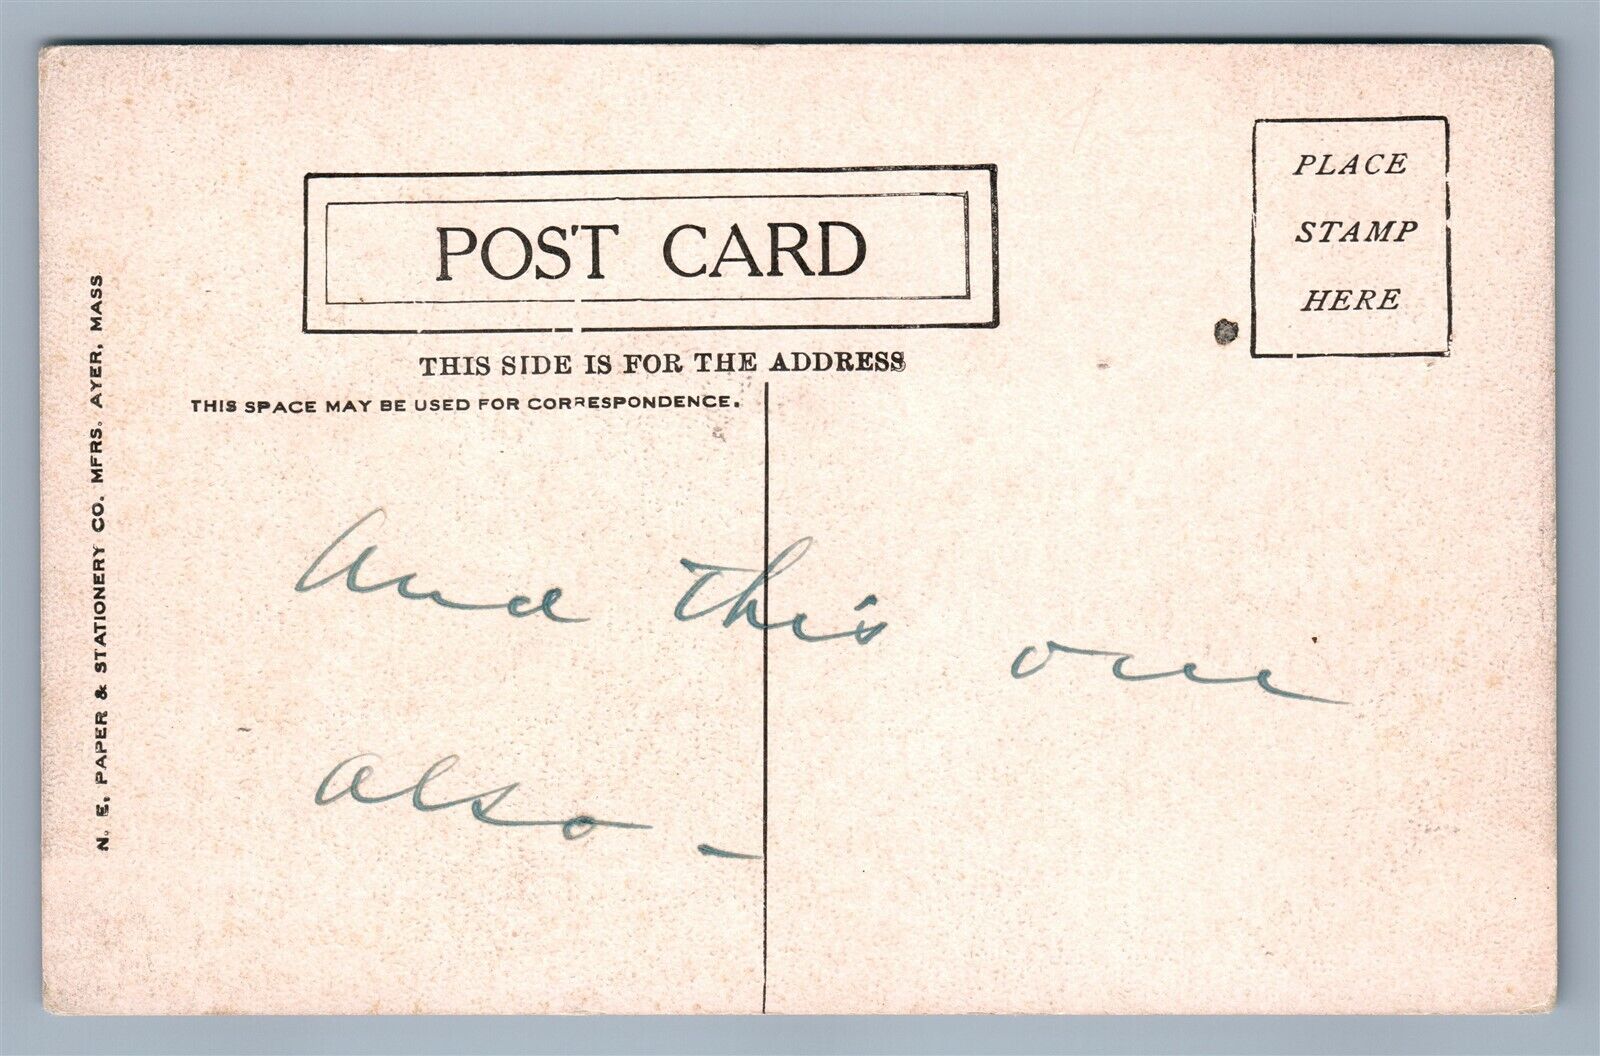 POST CARD
PLACE
STAMP
HERE
THIS SIDE IS FOR THE ADDRESS
THIS SPACE MAY BE USED FOR CORRESPONDENCE.
And this one
also –
N. E. PAPER & STATIONERY CO. MFRS. AYER, MASS